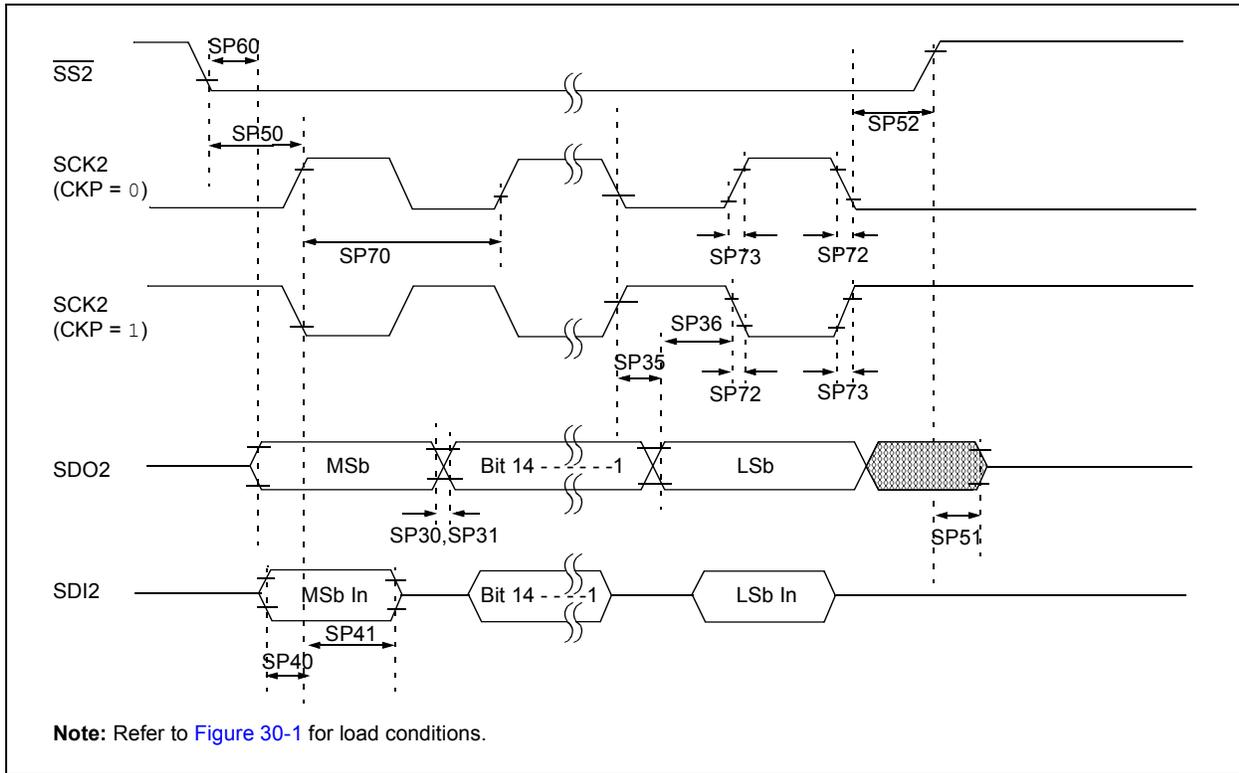 SP60
SS2
SP52
SP50
SCK2
(CKP = 0)
SP70
SP73
SP72
SCK2
(CKP = 1)
SP36
SP35
SP72
SP73
SDO2
MSb
Bit 14 - - - - - - -1
LSb
SP30,SP31
SP51
SDI2
MSb In
Bit 14 - - - - -1
LSb In
SP41
SP40
Note: Refer to Figure 30-1 for load conditions.